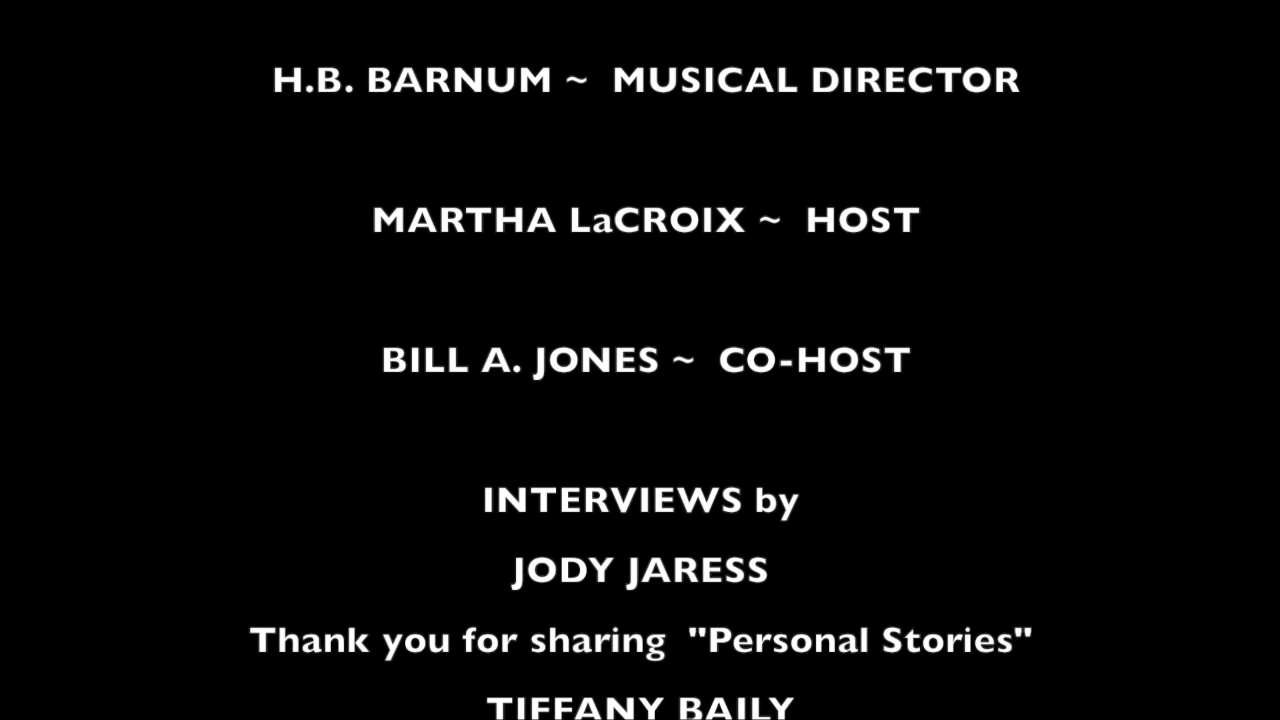 H.B. BARNUM ~ MUSICAL DIRECTOR
MARTHA LaCROIX ~ HOST
BILL A. JONES ~ CO-HOST
INTERVIEWS by
JODY JARESS
Thank you for sharing "Personal Stories"
TIFFANY BAILY